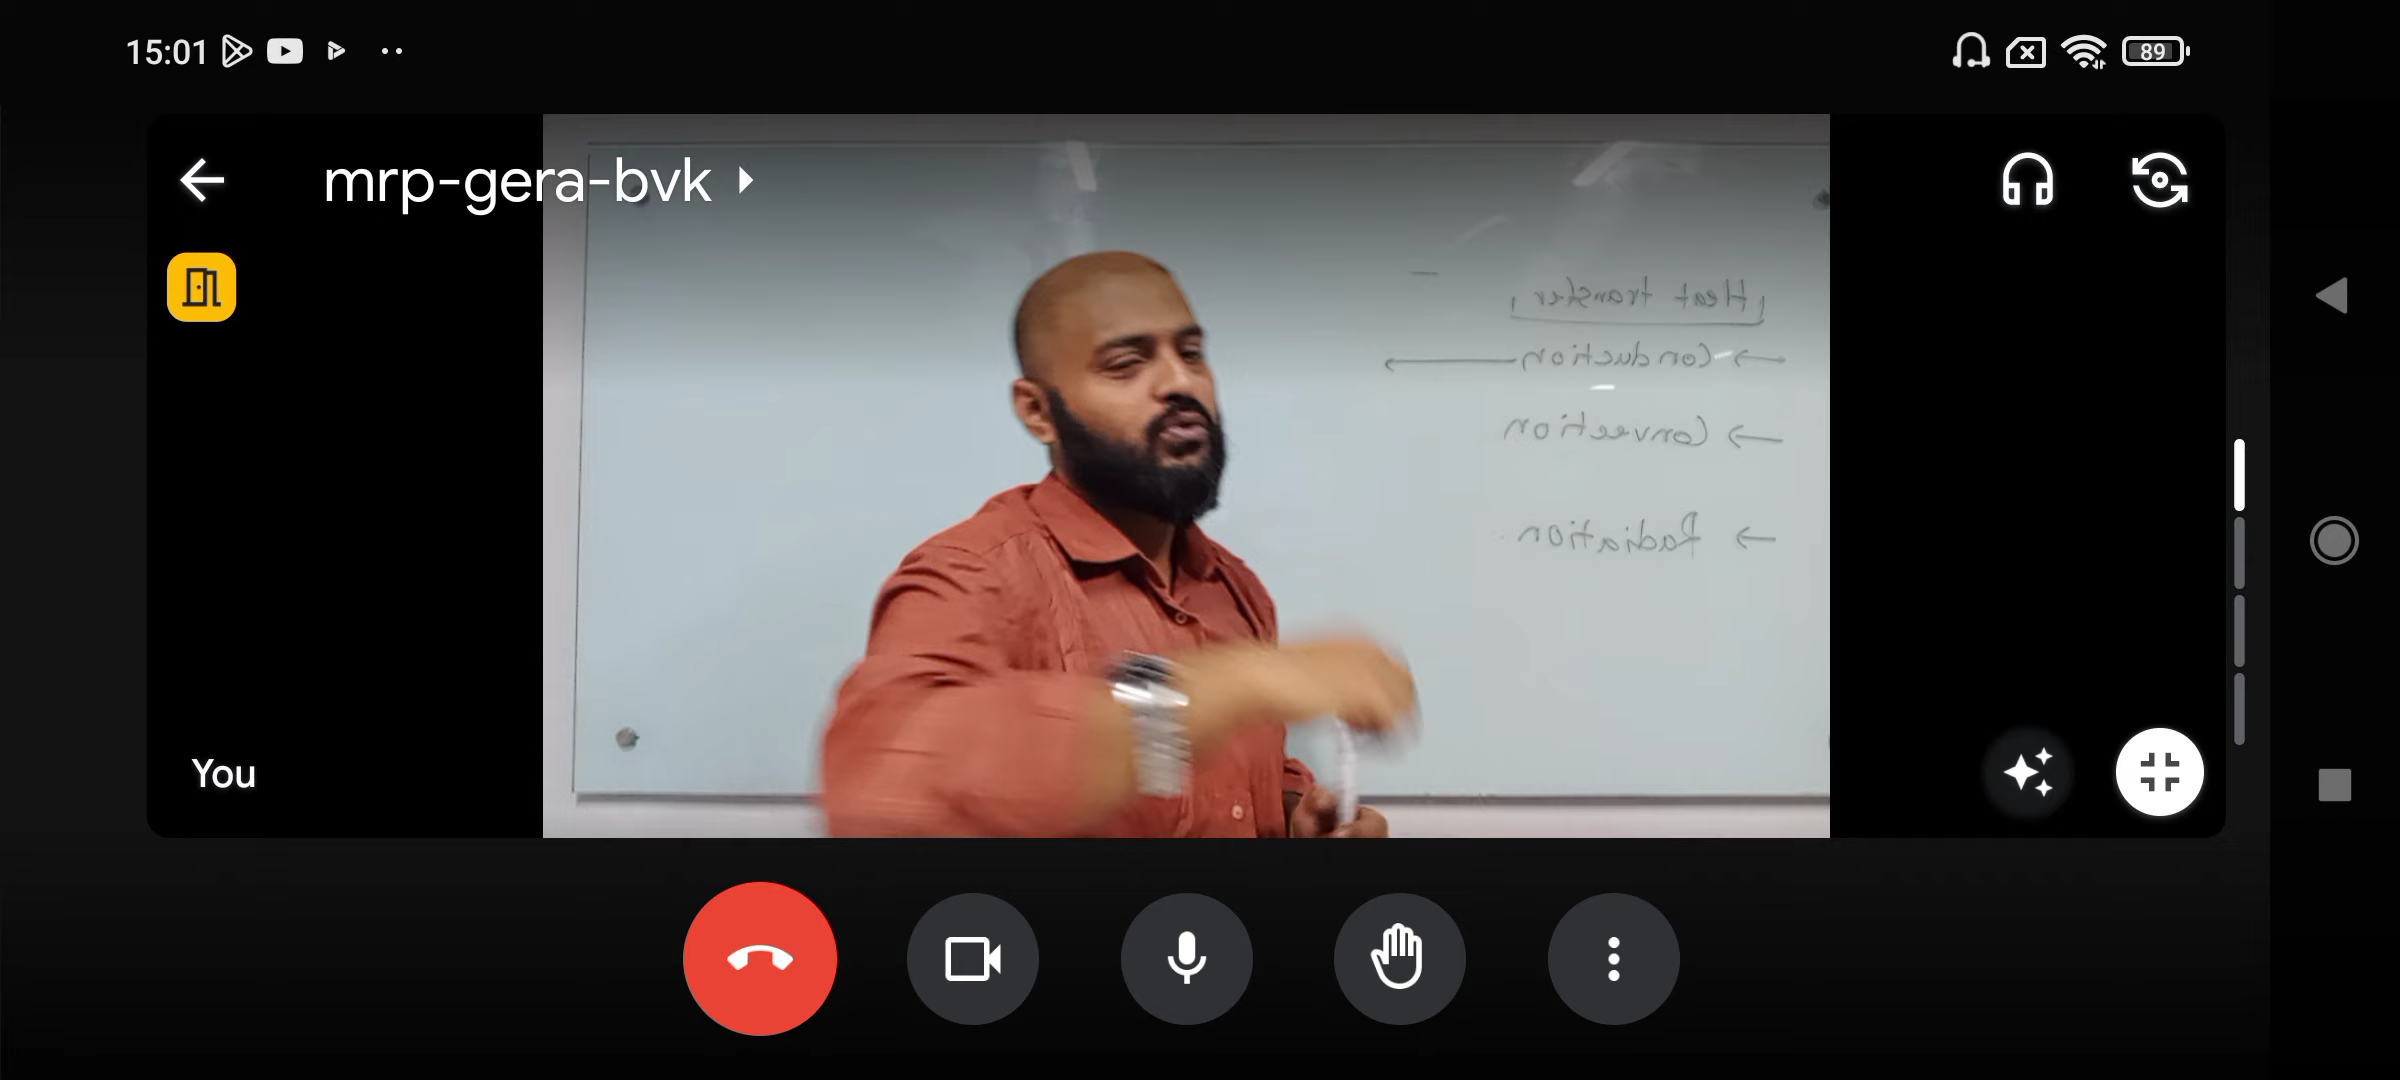 15:01
89
mrp-gera-bvk
Heat transfer
→ Conduction →
→ Convection
→ Radiation
You